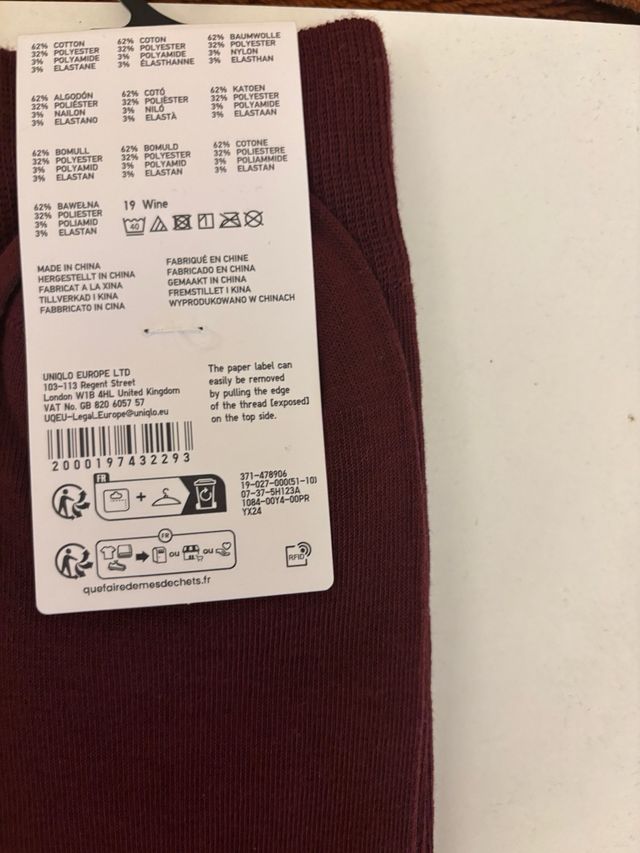 62% COTTON
32% POLYESTER
3% POLYAMIDE
3% ELASTANE
62% COTON
32% POLYESTER
3% POLYAMIDE
3% ÉLASTHANNE
62% BAUMWOLLE
32% POLYESTER
3% NYLON
3% ELASTHAN
62% ALGODÓN
32% POLIÉSTER
3% NAILON
3% ELASTANO
62% COTÓ
32% POLIÈSTER
3% NILÓ
3% ELASTÀ
62% KATOEN
32% POLYESTER
3% POLYAMIDE
3% ELASTAAN
62% BOMULL
32% POLYESTER
3% POLYAMID
3% ELASTAN
62% BOMULD
32% POLYESTER
3% POLYAMID
3% ELASTAN
62% COTONE
32% POLIESTERE
3% POLIAMMIDE
3% ELASTAN
62% BAWEŁNA
32% POLIESTER
3% POLIAMID
3% ELASTAN
19 Wine
40
MADE IN CHINA
HERGESTELLT IN CHINA
FABRICAT A LA XINA
TILLVERKAD I KINA
FABBRICATO IN CINA
FABRIQUÉ EN CHINE
FABRICADO EN CHINA
GEMAAKT IN CHINA
FREMSTILLET I KINA
WYPRODUKOWANO W CHINACH
UNIQLO EUROPE LTD
103-113 Regent Street
London W1B 4HL United Kingdom
VAT No. GB 820 6057 57
UQEU-Legal_Europe@uniqlo.eu
The paper label can
easily be removed
by pulling the edge
of the thread [exposed]
on the top side.
2000197432293
FR
+
371-478906
19-027-000(51-10)
07-37-5H123A
1084-00Y4-00PR
YX24
FR
ou ou
RFID
quefairedemesdechets.fr